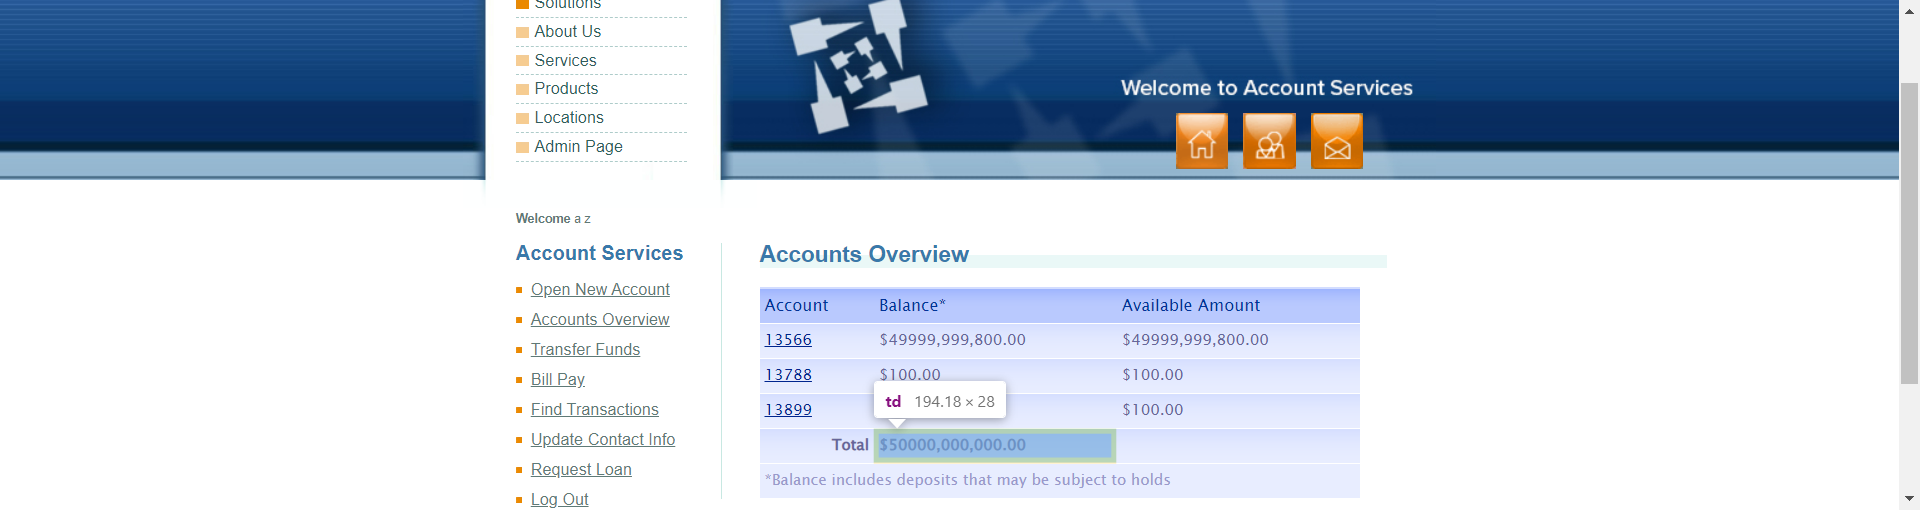 Solutions
About Us
Services
Products
Locations
Admin Page
Welcome to Account Services
Welcome a z
Account Services
Open New Account
Accounts Overview
Transfer Funds
Bill Pay
Find Transactions
Update Contact Info
Request Loan
Log Out
Accounts Overview
Account Balance* Available Amount
13566 $49999,999,800.00 $49999,999,800.00
13788 $100.00 $100.00
td 194.18 × 28
13899 $100.00
Total $50000,000,000.00
*Balance includes deposits that may be subject to holds